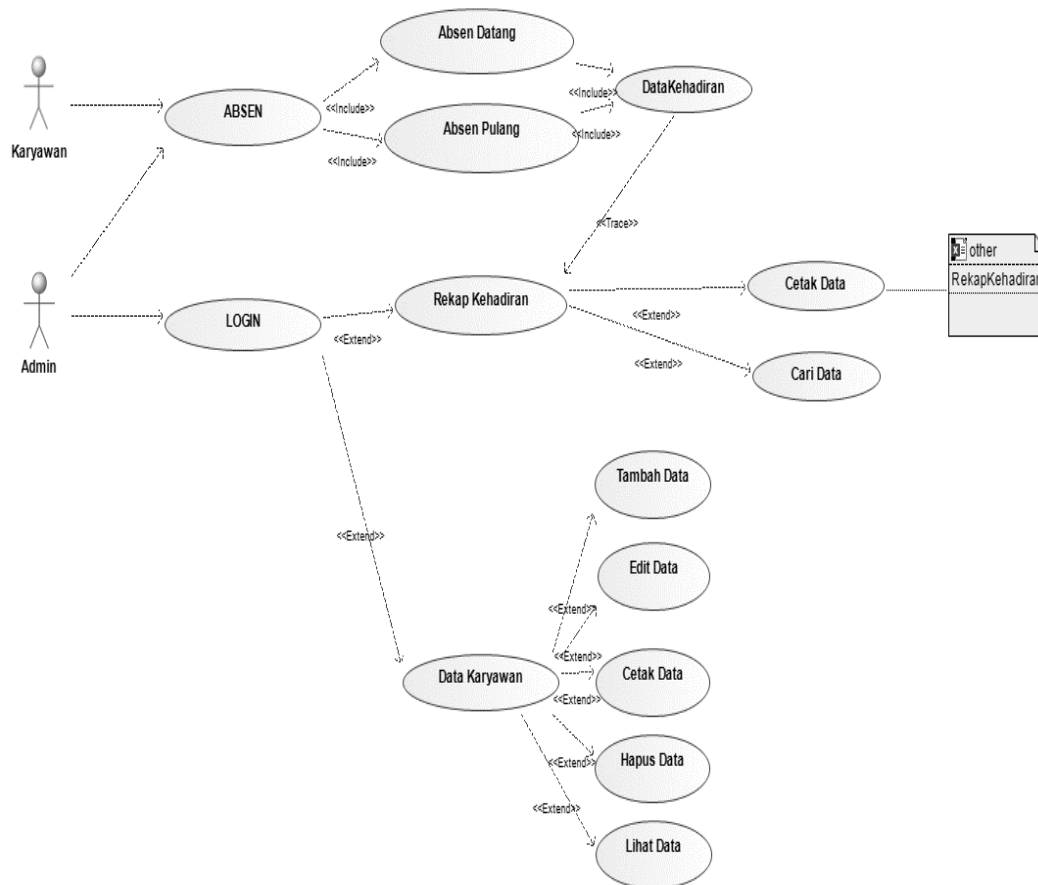 Absen Datang
<<Include>>
<<Include>>
DataKehadiran
ABSEN
Absen Pulang
<<Include>>
<<Include>>
Karyawan
<<Trace>>
other
RekapKehadiran
Cetak Data
Rekap Kehadiran
LOGIN
<<Extend>>
<<Extend>>
<<Extend>>
Admin
Cari Data
Tambah Data
<<Extend>>
Edit Data
<<Extend>>
<<Extend>>
Data Karyawan
Cetak Data
<<Extend>>
<<Extend>>
Hapus Data
<<Extend>>
Lihat Data